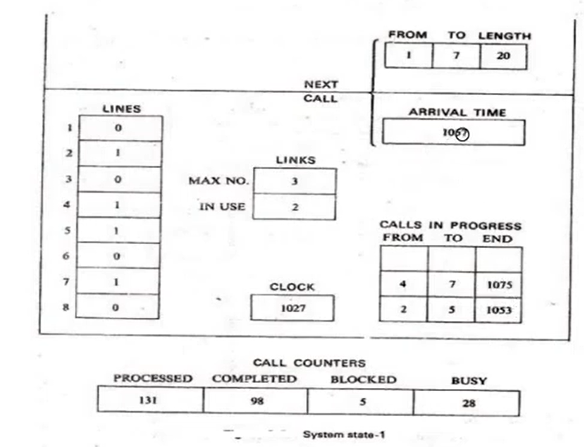 FROM TO LENGTH
1 7 20
NEXT
CALL
ARRIVAL TIME
1057
LINES
1 0
2 1
3 0
4 1
5 1
6 0
7 1
8 0
LINKS
MAX NO. 3
IN USE 2
CLOCK
1027
CALLS IN PROGRESS
FROM TO END
4 7 1075
2 5 1053
CALL COUNTERS
PROCESSED COMPLETED BLOCKED BUSY
131 98 5 28
System state-1